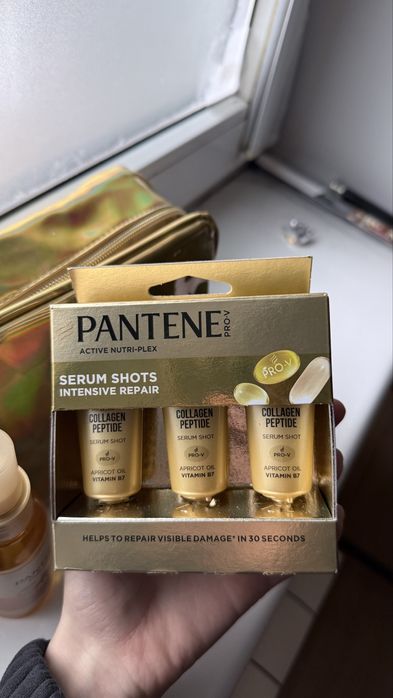 PANTENE PRO-V
ACTIVE NUTRI-PLEX
SERUM SHOTS
INTENSIVE REPAIR
PRO-V
COLLAGEN
PEPTIDE
SERUM SHOT
PRO-V
APRICOT OIL
VITAMIN B7
COLLAGEN
PEPTIDE
SERUM SHOT
PRO-V
APRICOT OIL
VITAMIN B7
COLLAGEN
PEPTIDE
SERUM SHOT
PRO-V
APRICOT OIL
VITAMIN B7
HELPS TO REPAIR VISIBLE DAMAGE* IN 30 SECONDS